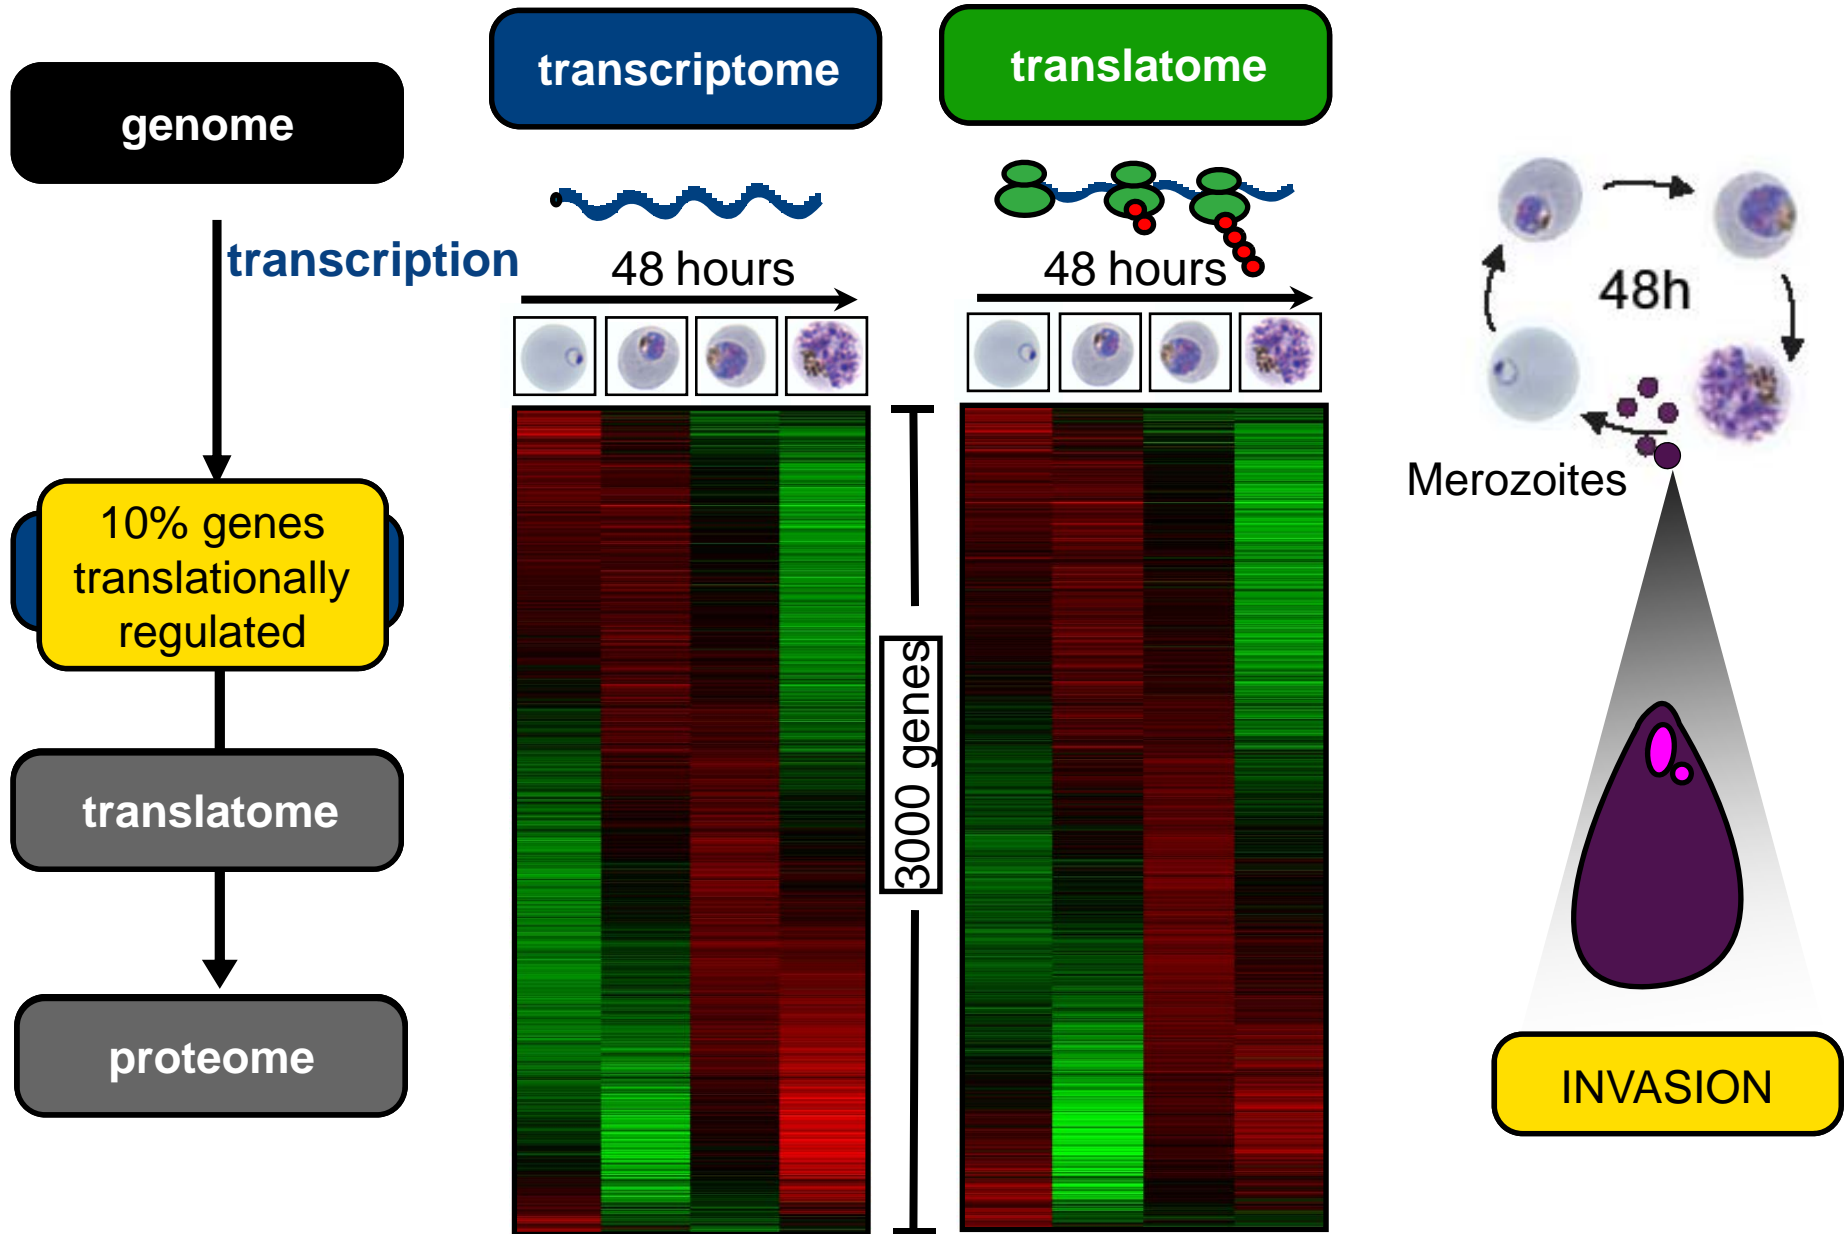 genome
transcription
10% genes
translationally
regulated
translatome
proteome
transcriptome
48 hours
3000 genes
translatome
48 hours
48h
Merozoites
INVASION